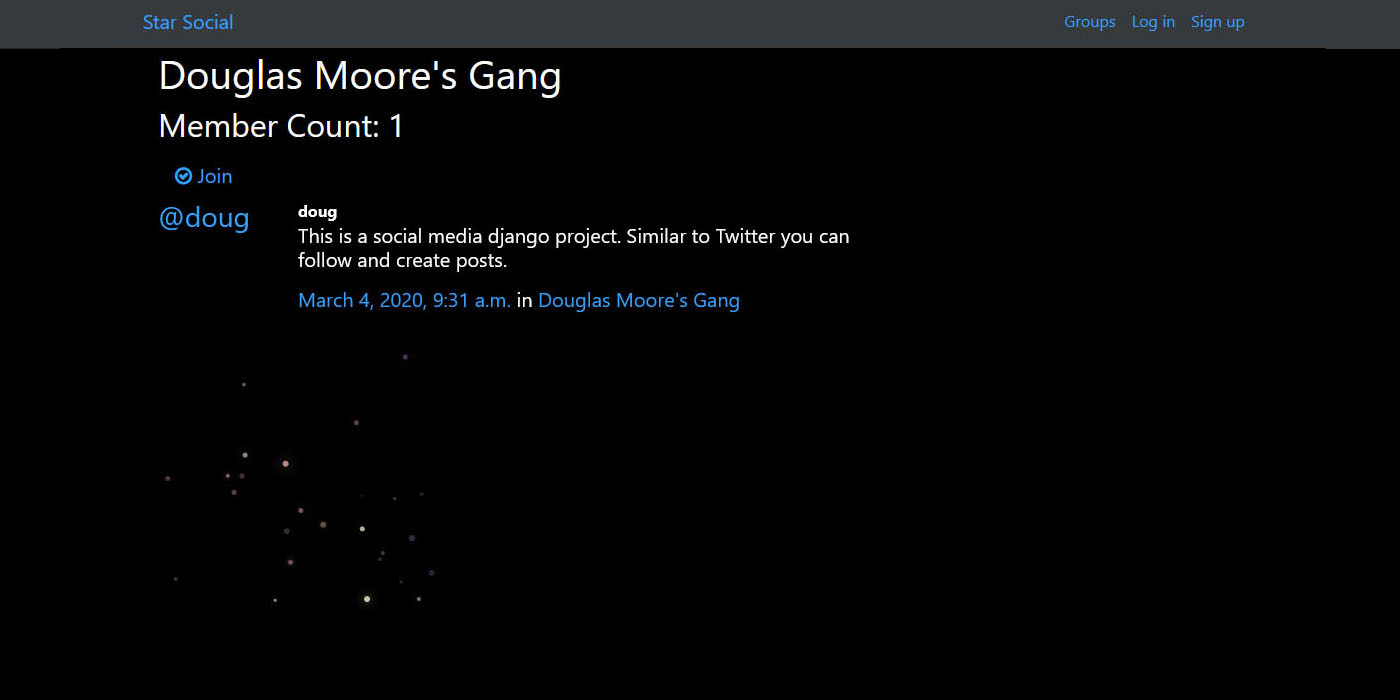 Star Social
Groups Log in Sign up
Douglas Moore's Gang
Member Count: 1
Join
@doug
doug
This is a social media django project. Similar to Twitter you can
follow and create posts.
March 4, 2020, 9:31 a.m. in Douglas Moore's Gang